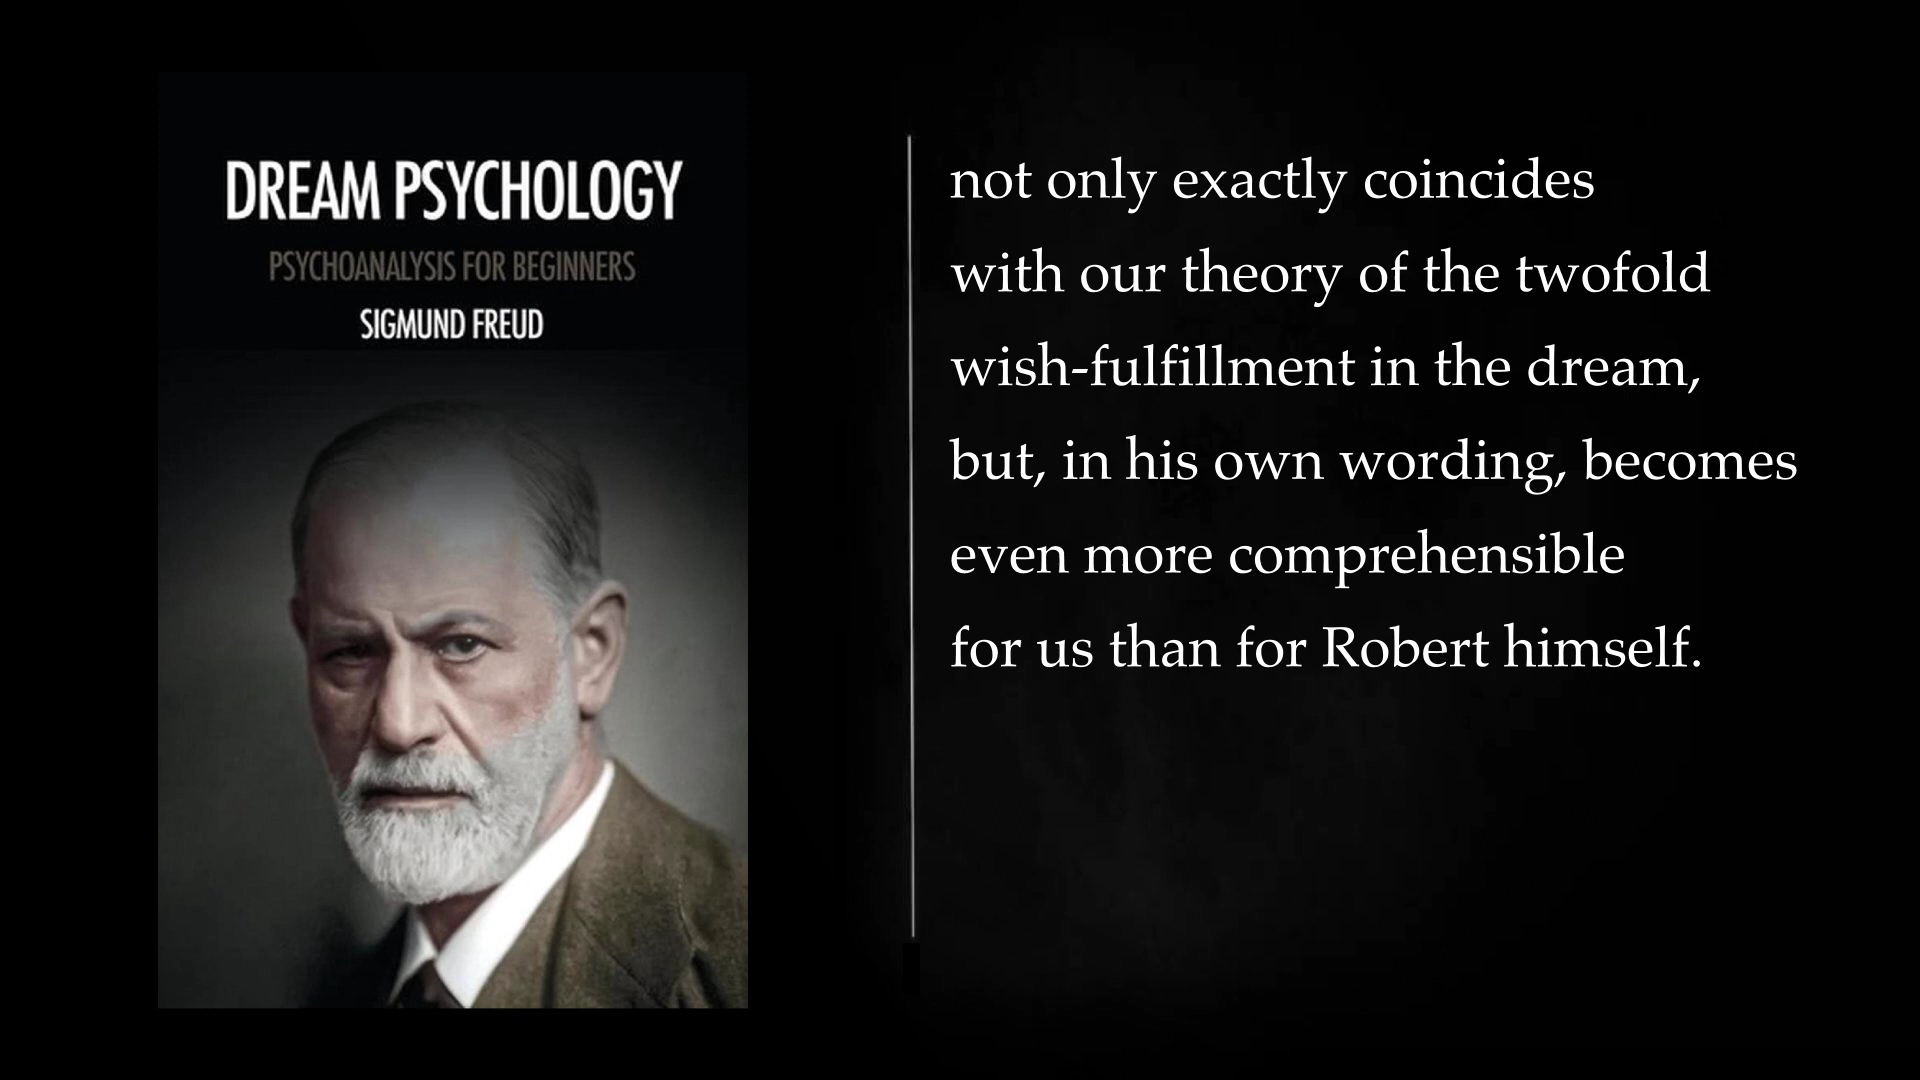 DREAM PSYCHOLOGY
PSYCHOANALYSIS FOR BEGINNERS
SIGMUND FREUD
not only exactly coincides
with our theory of the twofold
wish-fulfillment in the dream,
but, in his own wording, becomes
even more comprehensible
for us than for Robert himself.